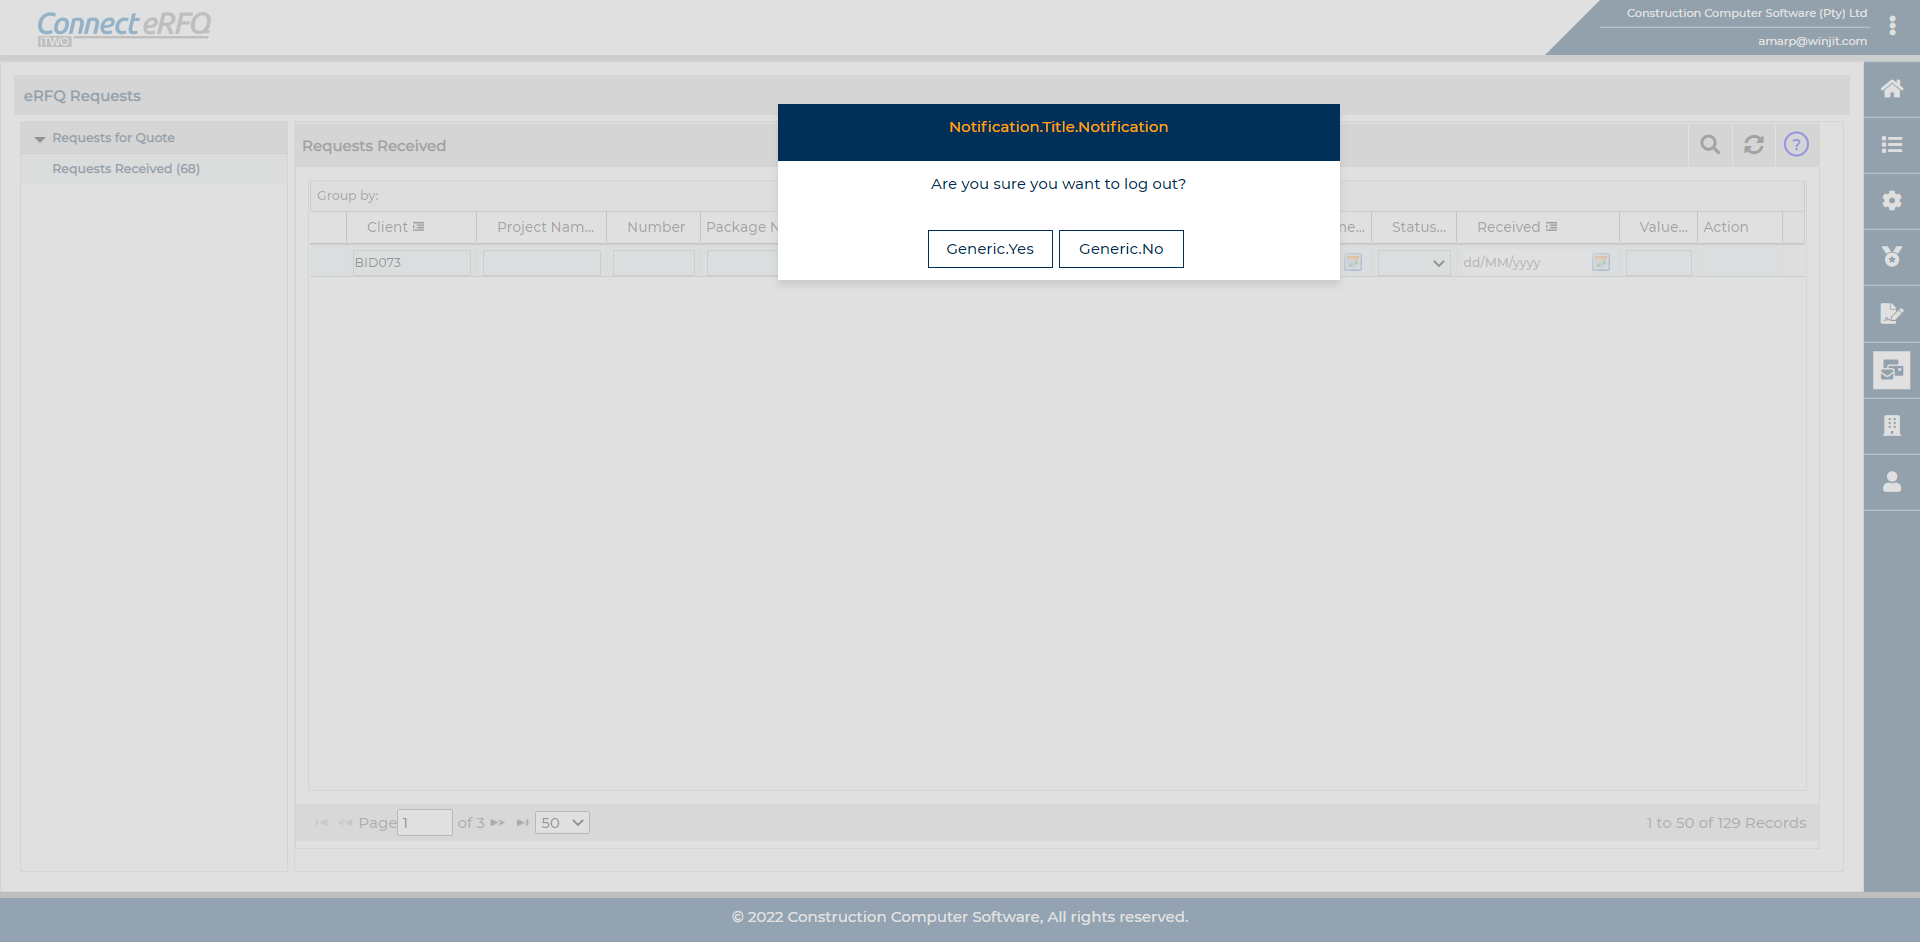 Connect eRFQ
iTWO
Construction Computer Software (Pty) Ltd
amarp@winjit.com
eRFQ Requests
Requests for Quote
Requests Received (68)
Requests Received
?
Notification.Title.Notification
Are you sure you want to log out?
Generic.Yes
Generic.No
Group by:
Client
Project Nam...
Number
Package N
ne...
Status...
Received
Value...
Action
BID073
dd/MM/yyyy
Page 1 of 3
50
1 to 50 of 129 Records
© 2022 Construction Computer Software, All rights reserved.